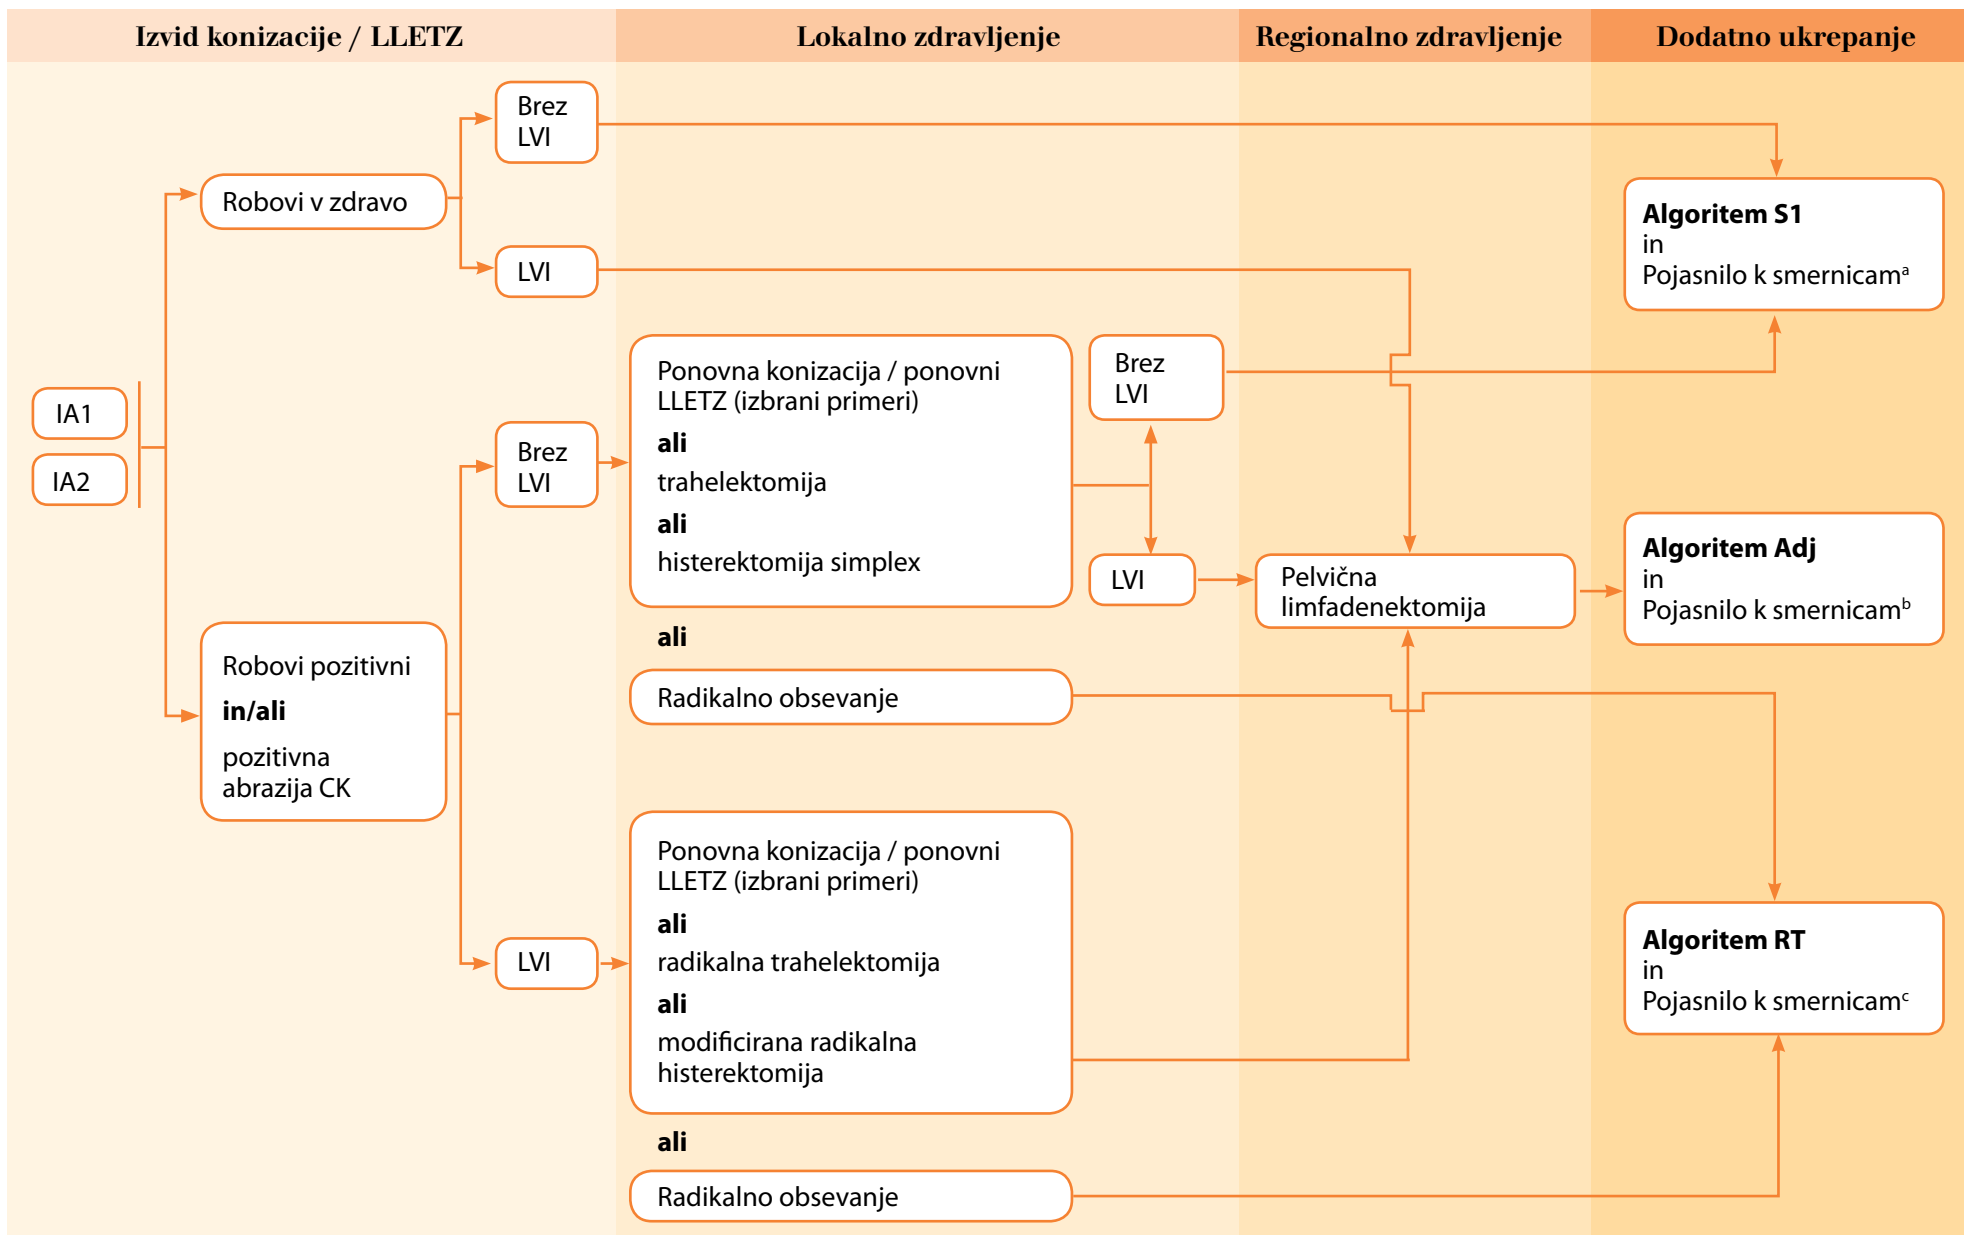 Izvid konizacije / LLETZ
Lokalno zdravljenje
Regionalno zdravljenje
Dodatno ukrepanje
IA1
IA2
Robovi v zdravo
Brez
LVI
LVI
Robovi pozitivni
in/ali
pozitivna
abrazija CK
Brez
LVI
LVI
Ponovna konizacija / ponovni
LLETZ (izbrani primeri)
ali
trahelektomija
ali
histerektomija simplex
ali
Radikalno obsevanje
Brez
LVI
LVI
Ponovna konizacija / ponovni
LLETZ (izbrani primeri)
ali
radikalna trahelektomija
ali
modificirana radikalna
histerektomija
ali
Radikalno obsevanje
Pelvična
limfadenektomija
Algoritem S1
in
Pojasnilo k smernicamᵃ
Algoritem Adj
in
Pojasnilo k smernicamᵇ
Algoritem RT
in
Pojasnilo k smernicamᶜ